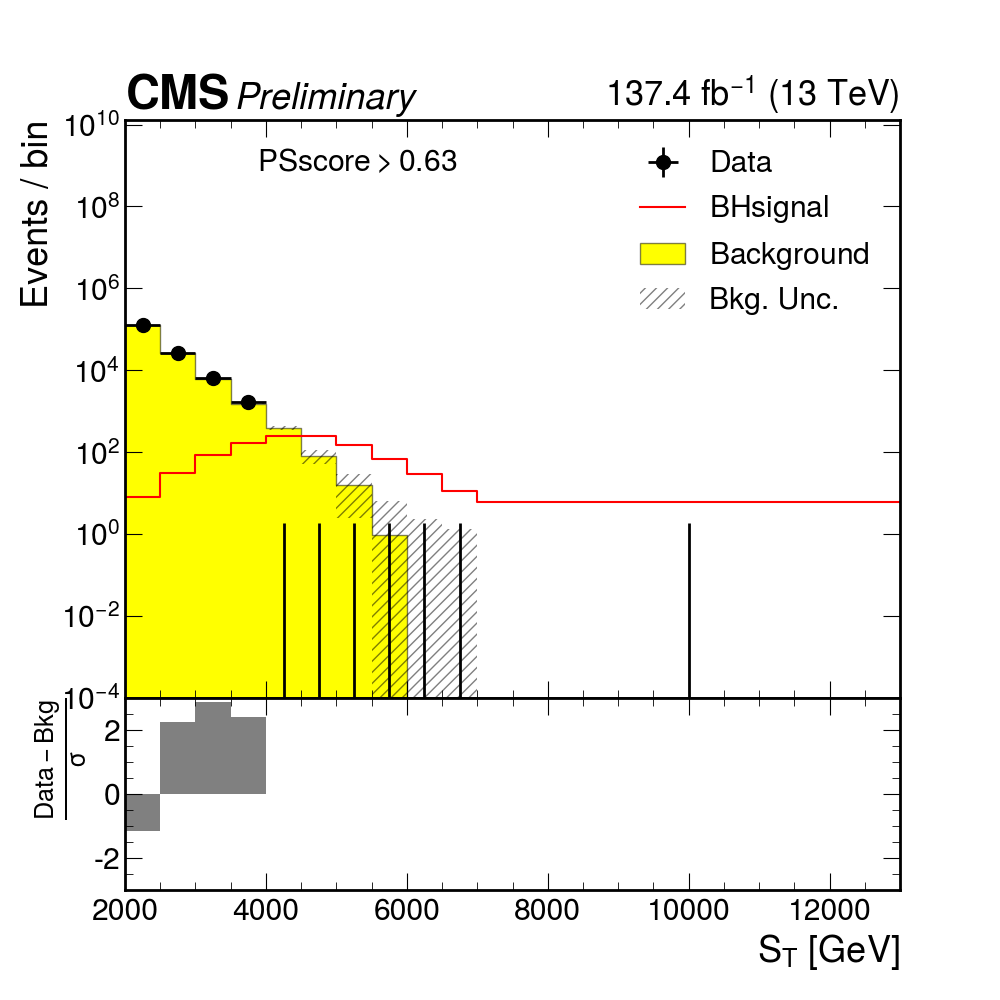 CMS Preliminary 137.4 fb⁻¹ (13 TeV)
Events / bin
10¹⁰
10⁸
10⁶
10⁴
10²
10⁰
10⁻²
10⁻⁴
PSscore > 0.63
Data
BHsignal
Background
Bkg. Unc.
Data − Bkg
σ
2
0
-2
2000 4000 6000 8000 10000 12000
S_T [GeV]